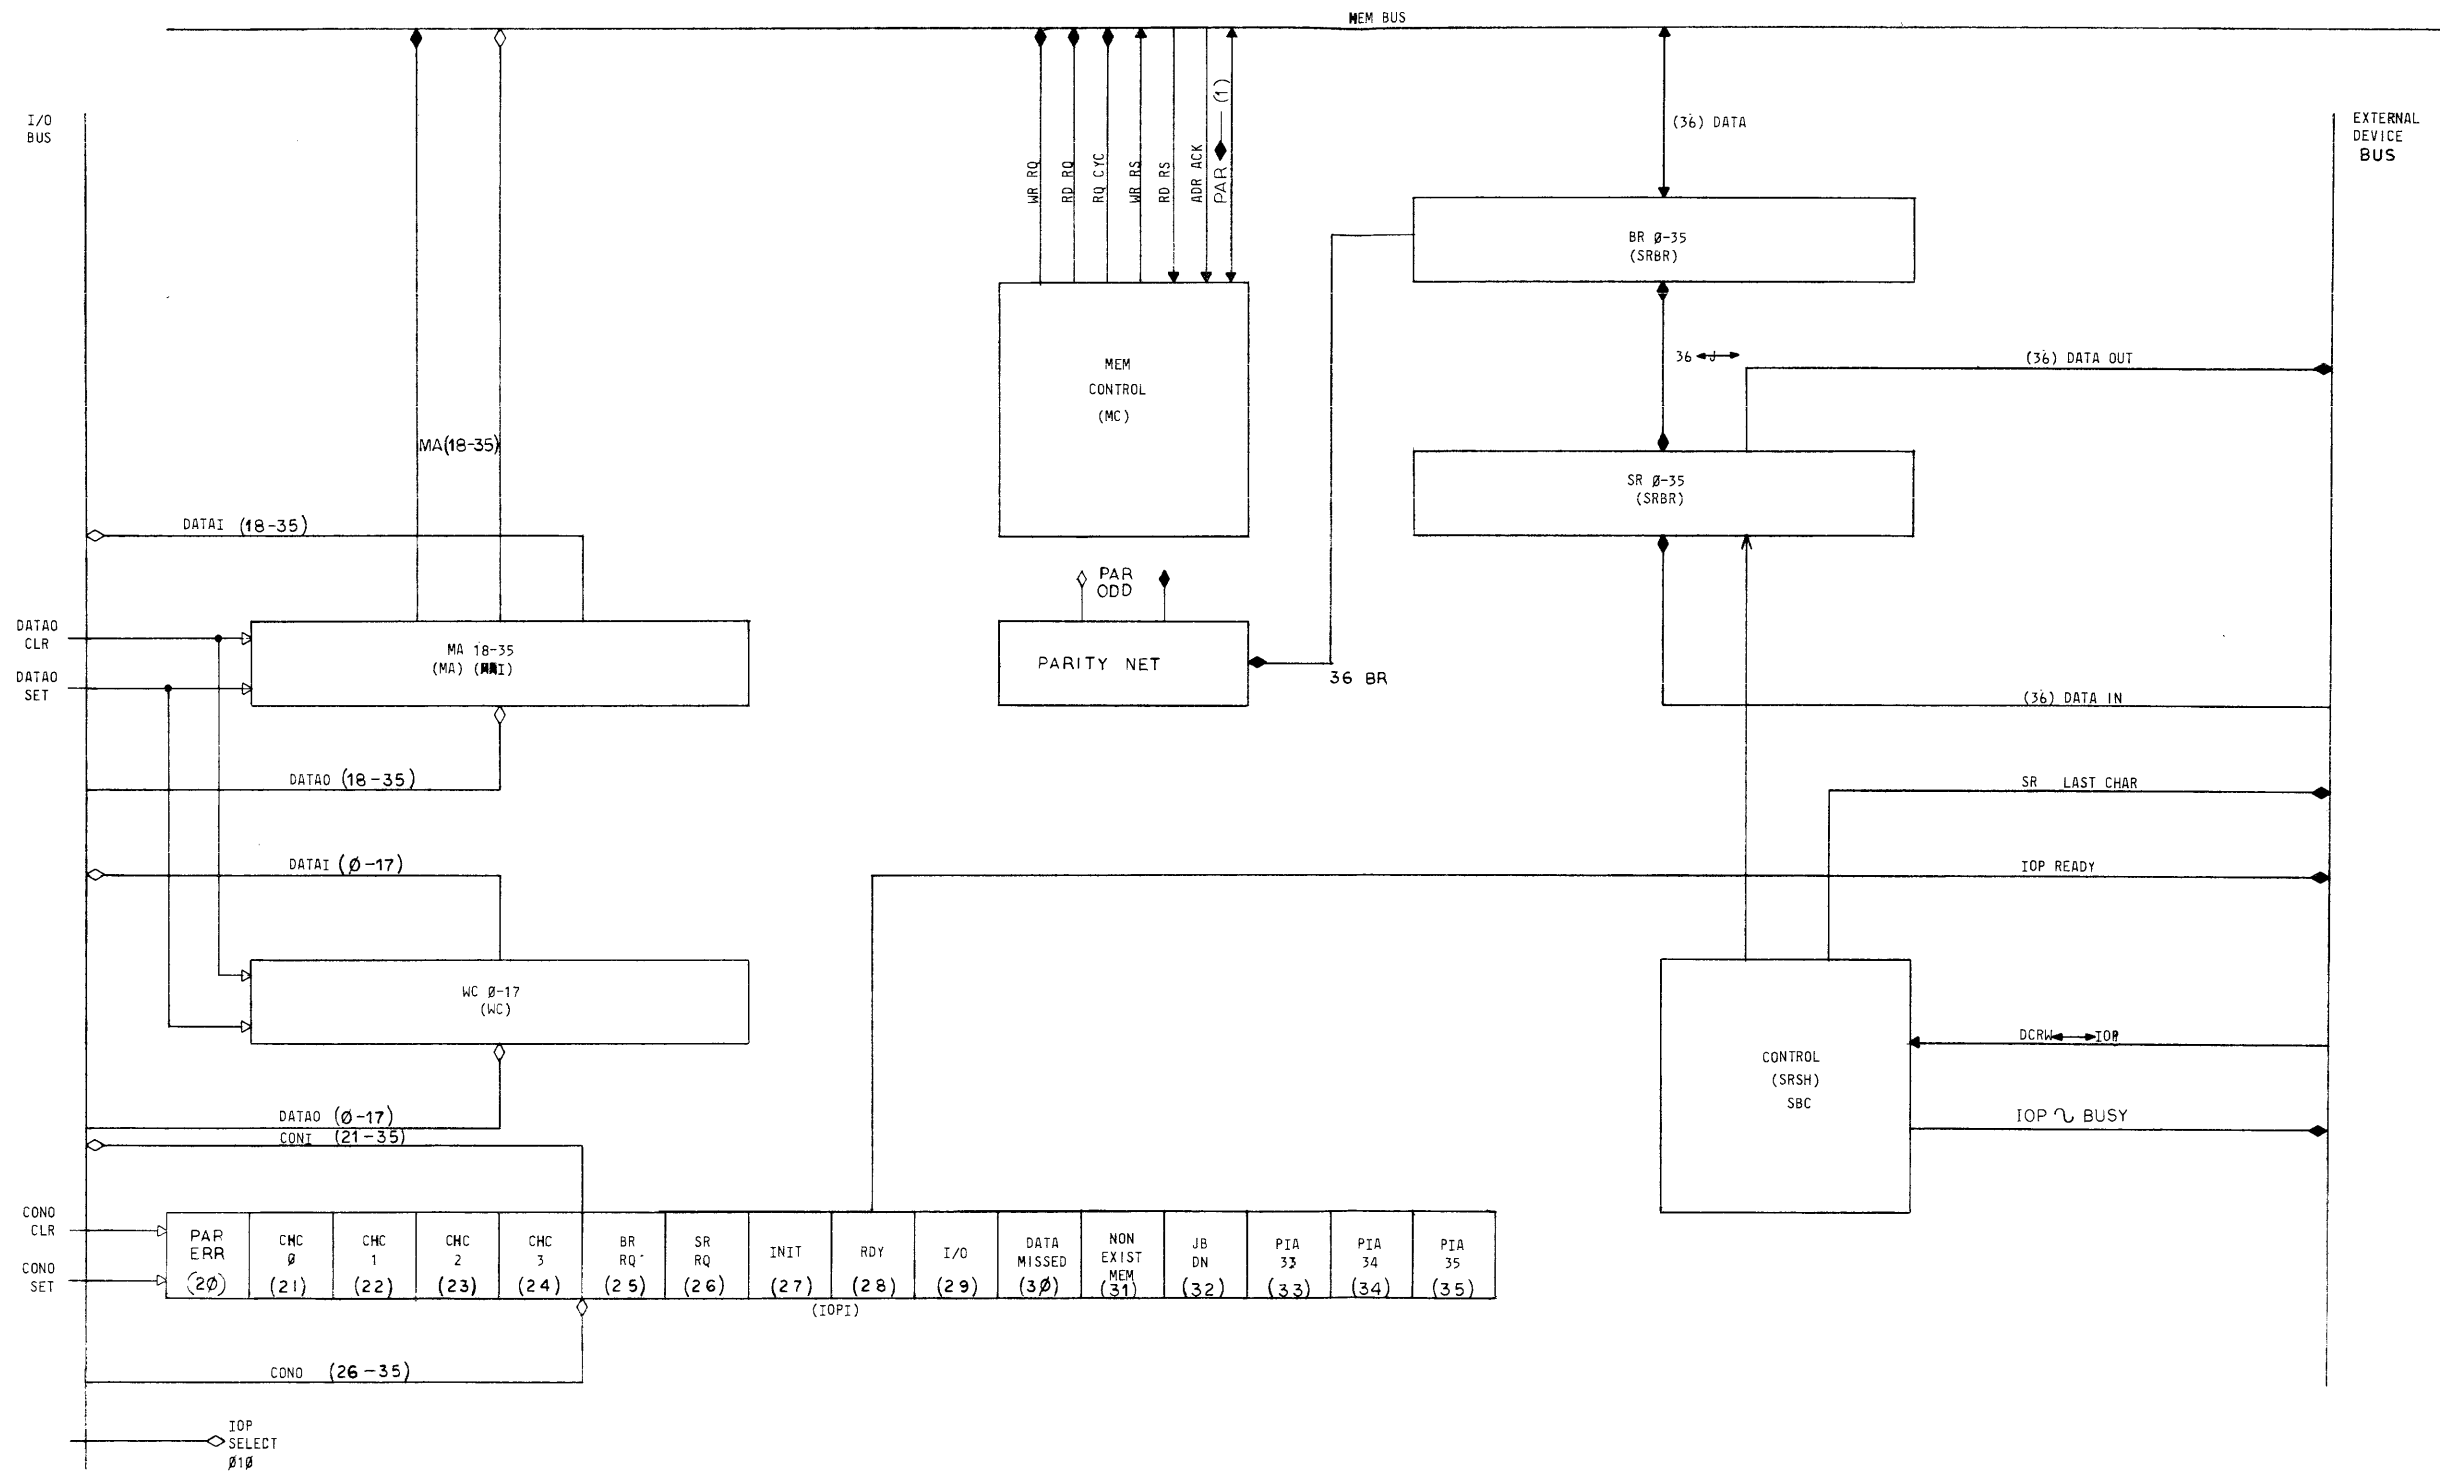 MEM BUS
I/O
BUS
EXTERNAL
DEVICE
BUS
WR RQ
RD RQ
RQ CYC
WR RS
RD RS
ADR ACK
PAR (1)
(36) DATA
BR Ø-35
(SRBR)
36 J
(36) DATA OUT
MEM
CONTROL
(MC)
MA(18-35)
SR Ø-35
(SRBR)
DATAI (18-35)
PAR
ODD
DATAO
CLR
DATAO
SET
MA 18-35
(MA)
PARITY NET
36 BR
(36) DATA IN
DATAO (18-35)
SR LAST CHAR
DATAI (Ø-17)
IOP READY
WC Ø-17
(WC)
DCRW IOP
CONTROL
(SRSH)
SBC
IOP ∿ BUSY
DATAO (Ø-17)
CONI (21-35)
CONO
CLR
CONO
SET
PAR
ERR
(2Ø)
CHC
Ø
(21)
CHC
1
(22)
CHC
2
(23)
CHC
3
(24)
BR
RQ
(25)
SR
RQ
(26)
INIT
(27)
RDY
(28)
I/O
(29)
DATA
MISSED
(3Ø)
NON
EXIST
MEM
(31)
JB
DN
(32)
PIA
33
(33)
PIA
34
(34)
PIA
35
(35)
(IOPI)
CONO (26-35)
IOP
SELECT
Ø1Ø